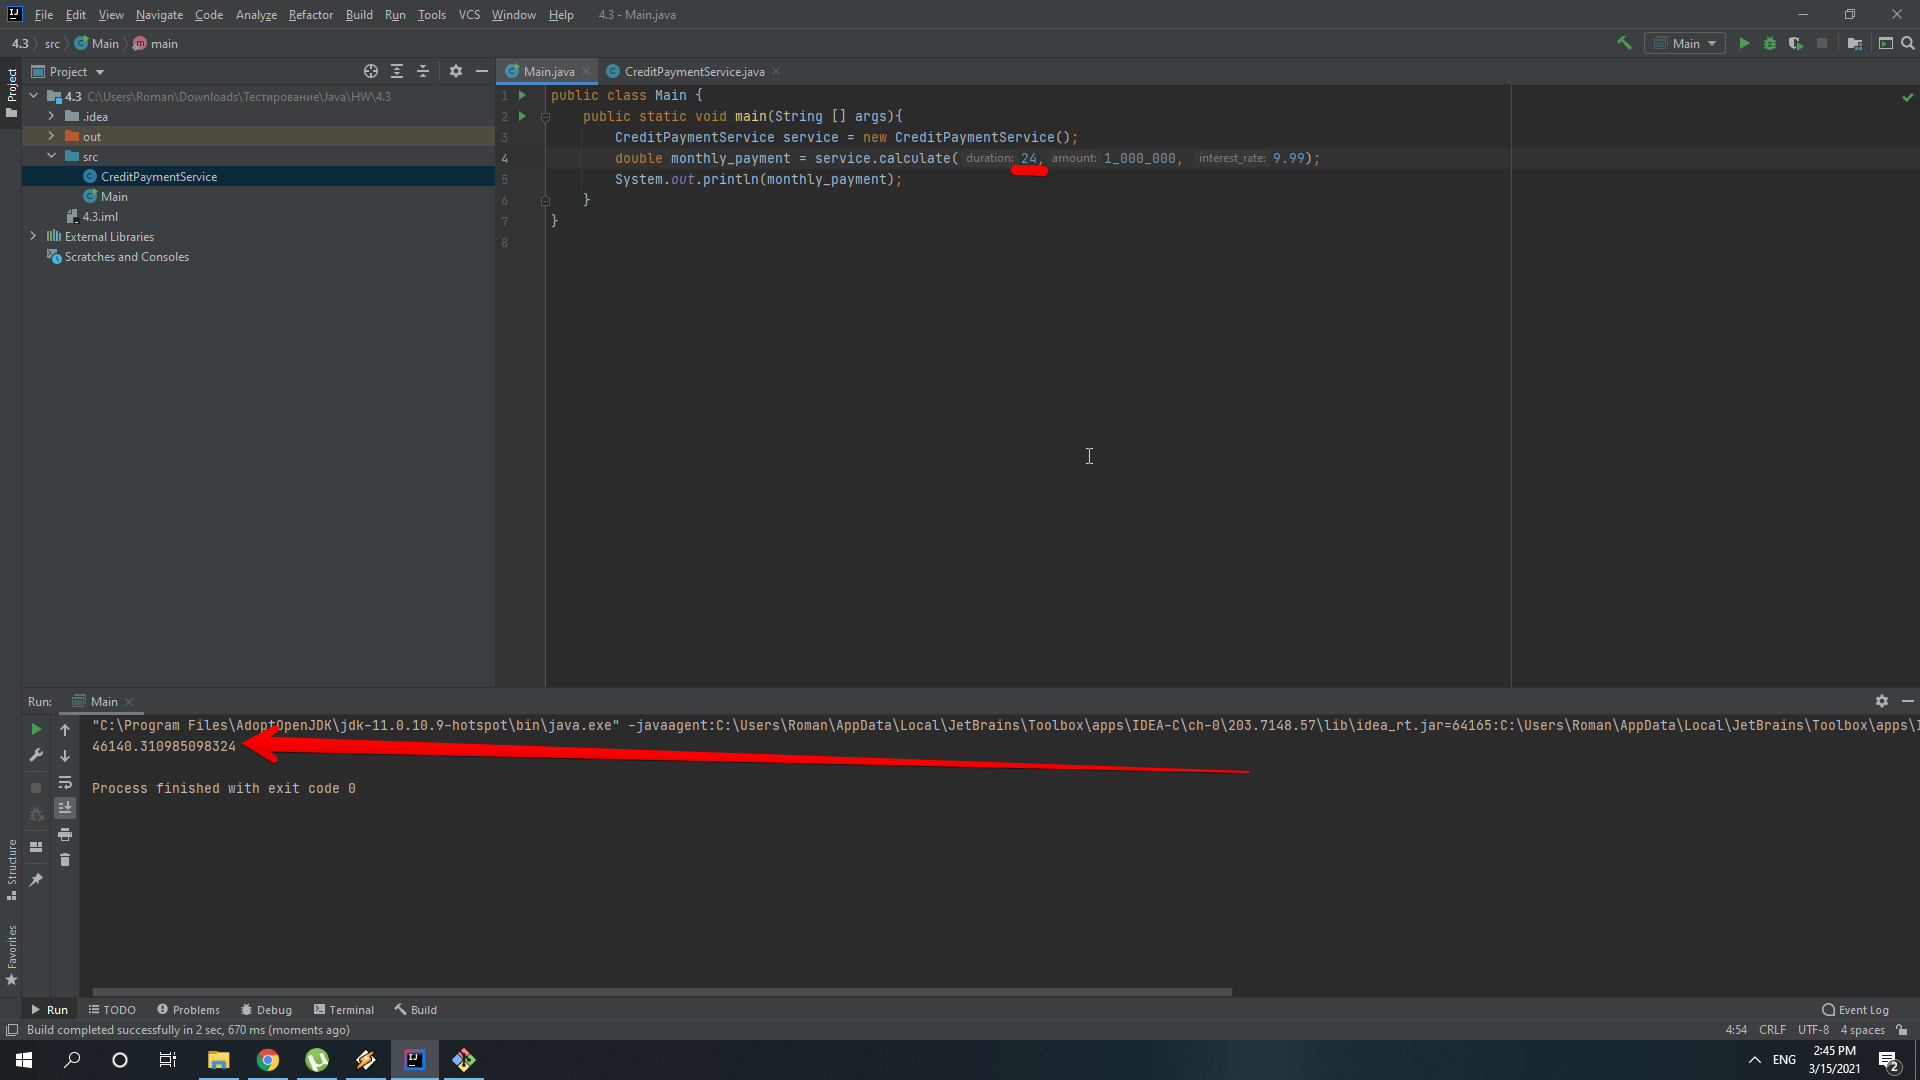 File Edit View Navigate Code Analyze Refactor Build Run Tools VCS Window Help 4.3 - Main.java
4.3 src Main main
Main
Project
Main.java
CreditPaymentService.java
4.3 C:\Users\Roman\Downloads\Тестирование\Java\HW\4.3
.idea
out
src
CreditPaymentService
Main
4.3.iml
External Libraries
Scratches and Consoles
Project
1 public class Main {
2 public static void main(String [] args){
3 CreditPaymentService service = new CreditPaymentService();
4 double monthly_payment = service.calculate( duration: 24, amount: 1_000_000, interest_rate: 9.99);
5 System.out.println(monthly_payment);
6 }
7 }
8
Run: Main
"C:\Program Files\AdoptOpenJDK\jdk-11.0.10.9-hotspot\bin\java.exe" -javaagent:C:\Users\Roman\AppData\Local\JetBrains\Toolbox\apps\IDEA-C\ch-0\203.7148.57\lib\idea_rt.jar=64165:C:\Users\Roman\AppData\Local\JetBrains\Toolbox\apps\
46140.310985098324
Process finished with exit code 0
Structure
Favorites
Run TODO Problems Debug Terminal Build Event Log
Build completed successfully in 2 sec, 670 ms (moments ago) 4:54 CRLF UTF-8 4 spaces
ENG
2:45 PM
3/15/2021
2